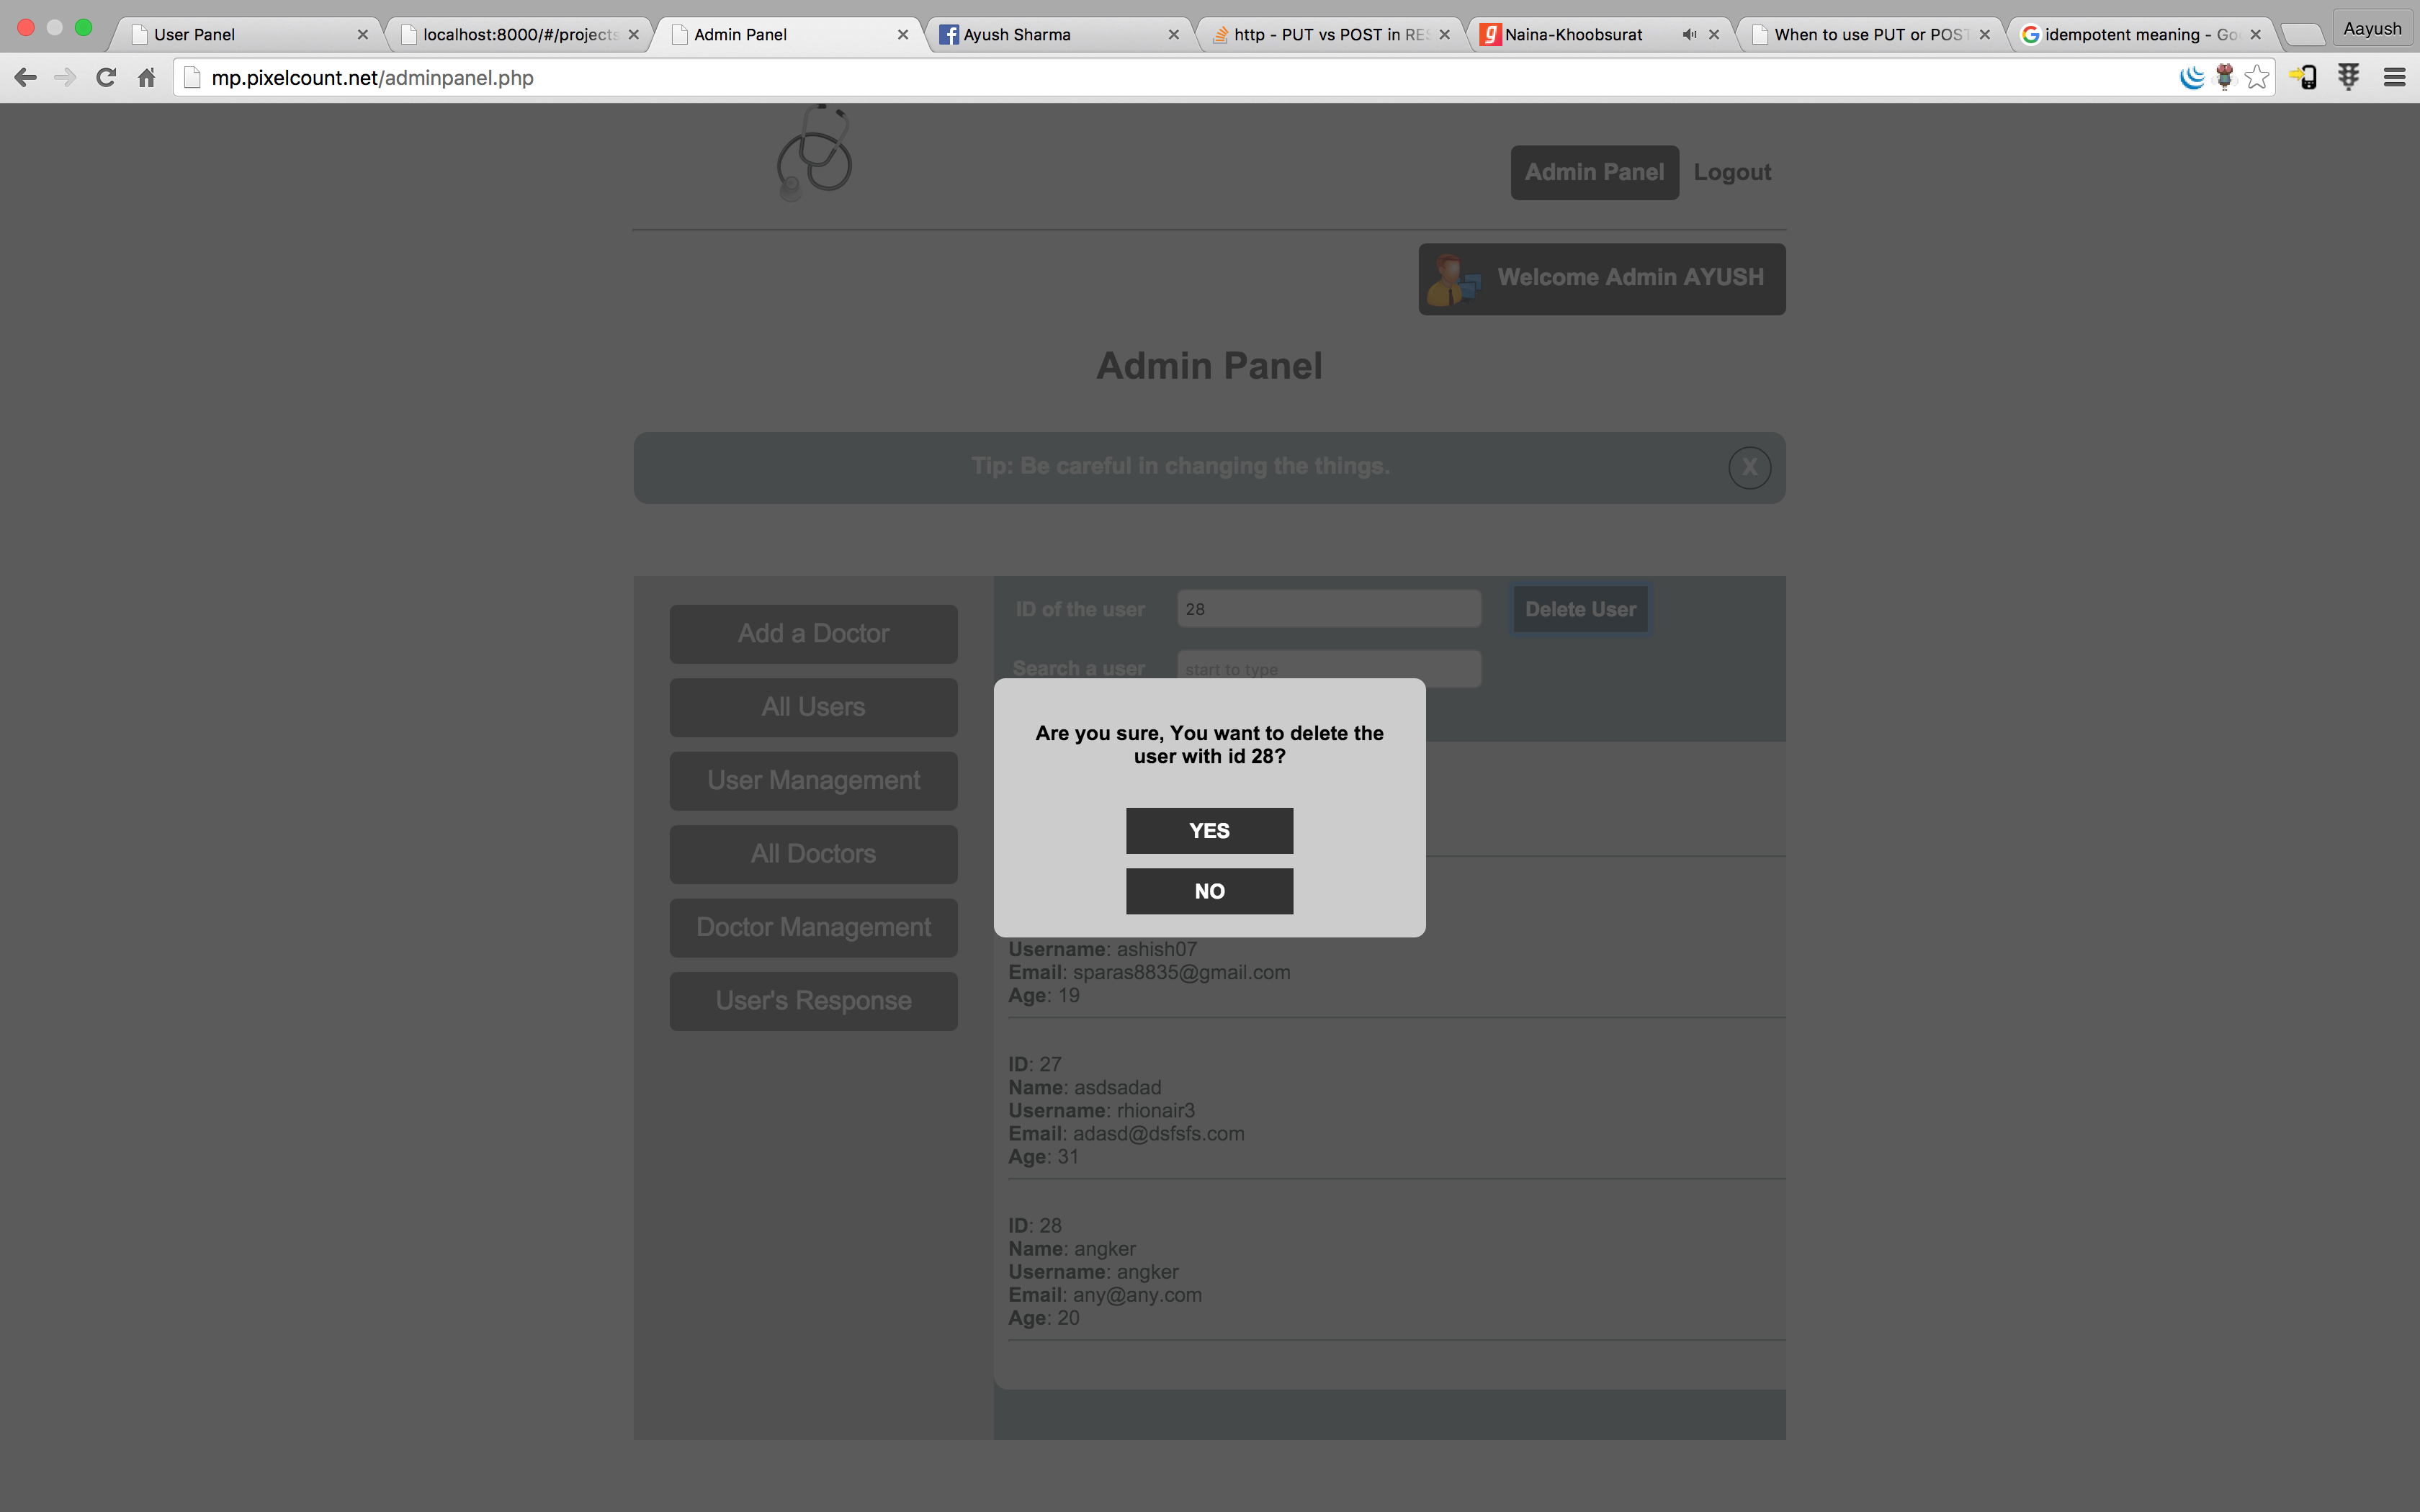 User Panel
localhost:8000/#/projects
Admin Panel
Ayush Sharma
http - PUT vs POST in RES
Naina-Khoobsurat
When to use PUT or POST
idempotent meaning - Goo
Aayush
mp.pixelcount.net/adminpanel.php
Admin Panel
Logout
Welcome Admin AYUSH
Admin Panel
Tip: Be careful in changing the things.
X
Add a Doctor
All Users
User Management
All Doctors
Doctor Management
User's Response
ID of the user
28
Delete User
Search a user
start to type
Are you sure, You want to delete the
user with id 28?
YES
NO
Username: ashish07
Email: sparas8835@gmail.com
Age: 19
ID: 27
Name: asdsadad
Username: rhionair3
Email: adasd@dsfsfs.com
Age: 31
ID: 28
Name: angker
Username: angker
Email: any@any.com
Age: 20